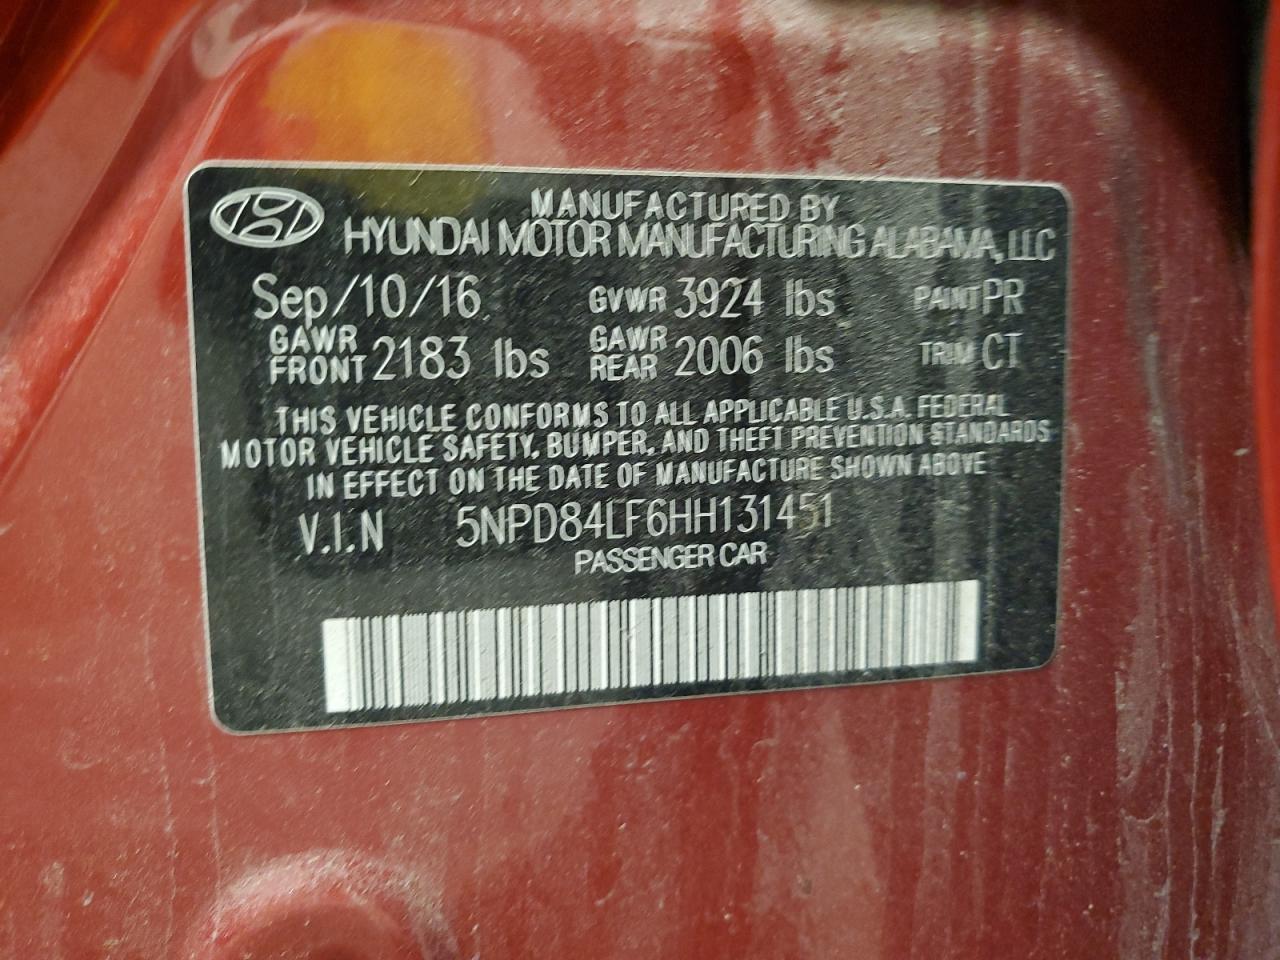 MANUFACTURED BY
HYUNDAI MOTOR MANUFACTURING ALABAMA, LLC
Sep/10/16 GVWR 3924 lbs PAINT PR
GAWR FRONT 2183 lbs GAWR REAR 2006 lbs TRIM CT
THIS VEHICLE CONFORMS TO ALL APPLICABLE U.S.A. FEDERAL
MOTOR VEHICLE SAFETY, BUMPER, AND THEFT PREVENTION STANDARDS
IN EFFECT ON THE DATE OF MANUFACTURE SHOWN ABOVE
V.I.N 5NPD84LF6HH131451
PASSENGER CAR